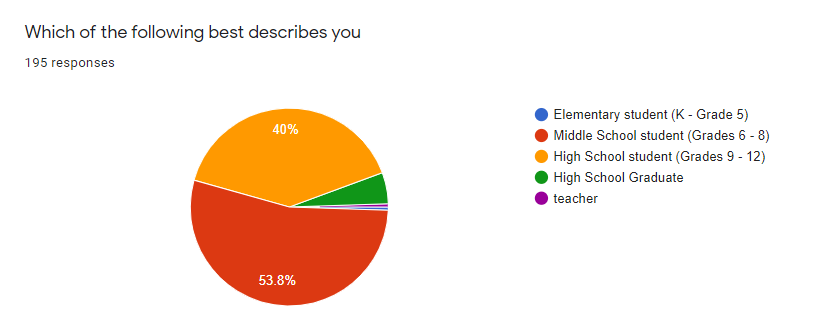 Which of the following best describes you
195 responses
40%
53.8%
Elementary student (K - Grade 5)
Middle School student (Grades 6 - 8)
High School student (Grades 9 - 12)
High School Graduate
teacher